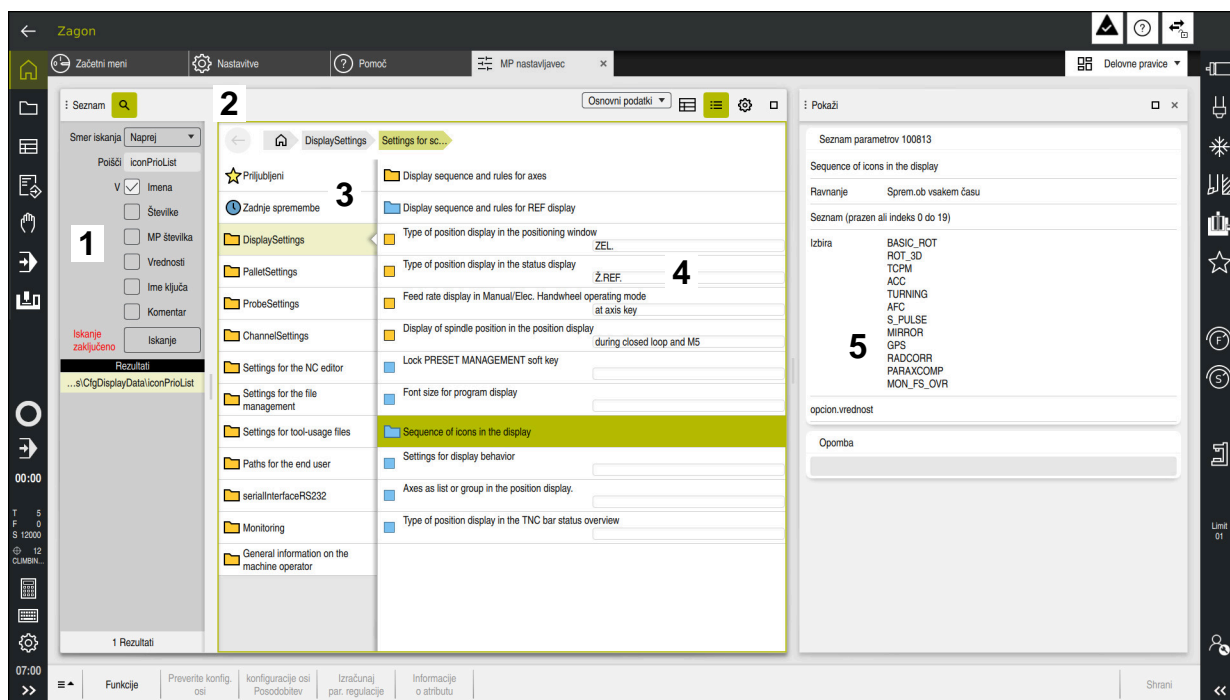 Zagon
Začetni meni
Nastavitve
Pomoč
MP nastavljavec
Delovne pravice
Seznam
2
Osnovni podatki
Smer iskanja Naprej
Poišči iconPrioList
V Imena
Številke
1
MP številka
Vrednosti
Ime ključa
Komentar
Iskanje zaključeno
Iskanje
Rezultati
...s\CfgDisplayData\iconPrioList
1 Rezultati
DisplaySettings
Settings for sc...
Priljubljeni
3
Zadnje spremembe
DisplaySettings
PalletSettings
ProbeSettings
ChannelSettings
Settings for the NC editor
Settings for the file
management
Settings for tool-usage files
Paths for the end user
serialInterfaceRS232
Monitoring
General information on the
machine operator
Display sequence and rules for axes
Display sequence and rules for REF display
Type of position display in the positioning window
ZEL.
Type of position display in the status display
Ž.REF.
4
Feed rate display in Manual/Elec. Handwheel operating mode
at axis key
Display of spindle position in the position display
during closed loop and M5
Lock PRESET MANAGEMENT soft key
Font size for program display
Sequence of icons in the display
Settings for display behavior
Axes as list or group in the position display.
Type of position display in the TNC bar status overview
Pokaži
Seznam parametrov 100813
Sequence of icons in the display
Ravnanje Sprem.ob vsakem času
Seznam (prazen ali indeks 0 do 19)
Izbira BASIC_ROT
ROT_3D
TCPM
ACC
TURNING
AFC
S_PULSE
MIRROR
5
GPS
RADCORR
PARAXCOMP
MON_FS_OVR
opcion.vrednost
Opomba
00:00
T 5
F 0
S 12000
12
CLIMBIN...
07:00
F
S
Limit
01
Funkcije
Preverite konfig.
osi
konfiguracije osi
Posodobitev
Izračunaj
par. regulacije
Informacije
o atributu
Shrani